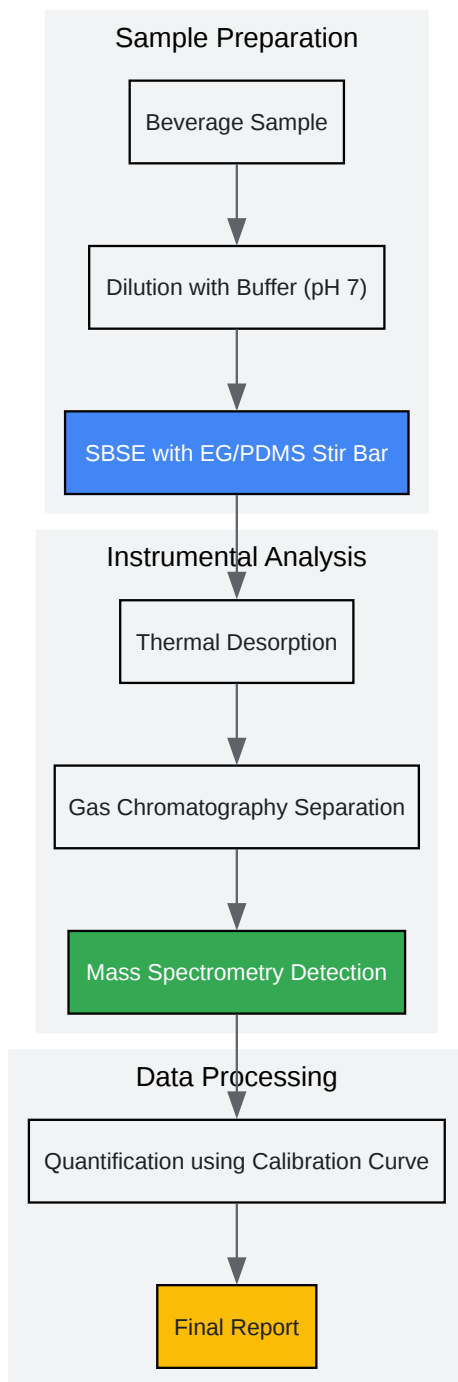 Sample Preparation
Beverage Sample
Dilution with Buffer (pH 7)
SBSE with EG/PDMS Stir Bar
Instrumental Analysis
Thermal Desorption
Gas Chromatography Separation
Mass Spectrometry Detection
Data Processing
Quantification using Calibration Curve
Final Report